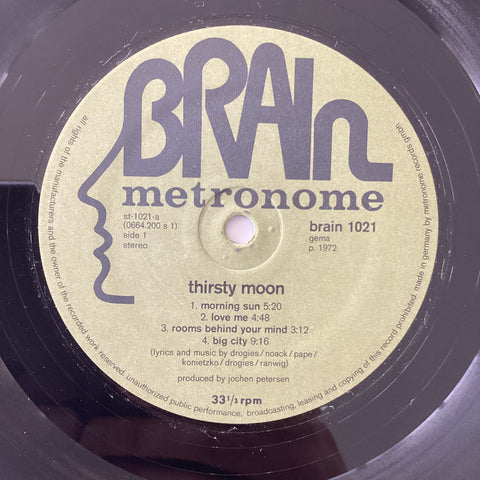 BRAIn
metronome
st-1021-a
(0664.200 s 1)
side 1
stereo
brain 1021
gema
p. 1972
thirsty moon
1. morning sun 5:20
2. love me 4:48
3. rooms behind your mind 3:12
4. big city 9:16
(lyrics and music by drogies/noack/pape/
konietzko/drogies/ranwig)
produced by jochen petersen
33 1/3 rpm
all rights of the manufacturers and the owner of the recorded work reserved. unauthorized public performance, broadcasting, leasing and copying of this record prohibited. made in germany by metronome records gmbh